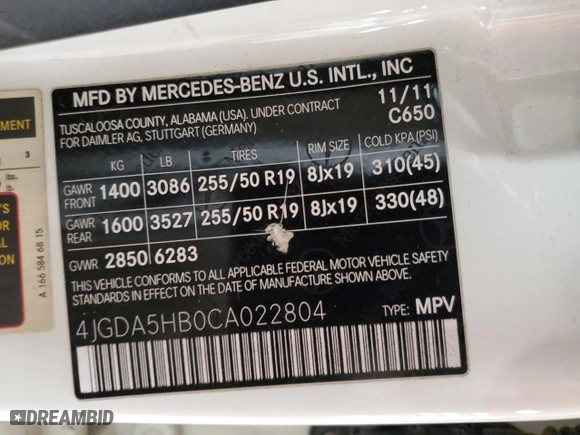 MFD BY MERCEDES-BENZ U.S. INTL., INC
TUSCALOOSA COUNTY, ALABAMA (USA). UNDER CONTRACT 11/11
FOR DAIMLER AG, STUTTGART (GERMANY) C650
KG LB TIRES RIM SIZE COLD KPA(PSI)
GAWR FRONT 1400 3086 255/50 R19 8Jx19 310(45)
GAWR REAR 1600 3527 255/50 R19 8Jx19 330(48)
GVWR 2850 6283
THIS VEHICLE CONFORMS TO ALL APPLICABLE FEDERAL MOTOR VEHICLE SAFETY
STANDARDS IN EFFECT ON THE DATE OF MANUFACTURE SHOWN ABOVE.
4JGDA5HB0CA022804 TYPE: MPV
EMENT
3
lbs.
A 166 584 68 15
DREAMBID